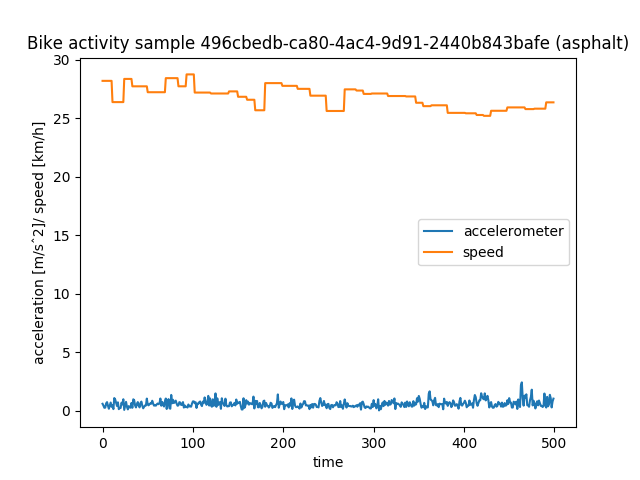 Bike activity sample 496cbedb-ca80-4ac4-9d91-2440b843bafe (asphalt)
acceleration [m/s^2]/ speed [km/h]
30
25
20
15
10
5
0
accelerometer
speed
0 100 200 300 400 500
time